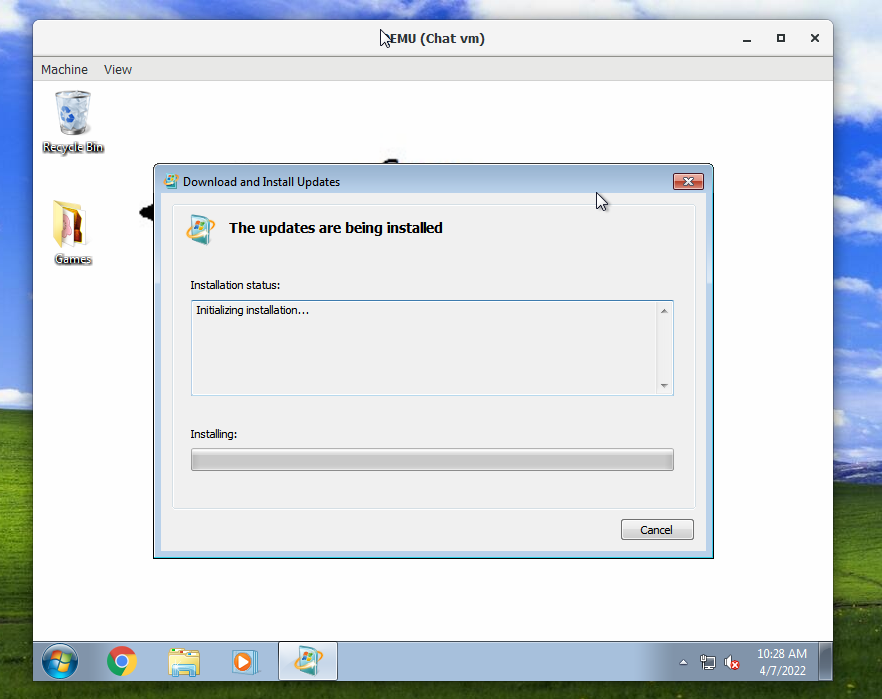 EMU (Chat vm)
Machine View
Recycle Bin
Download and Install Updates
The updates are being installed
Games
Installation status:
Initializing installation...
Installing:
Cancel
10:28 AM
4/7/2022